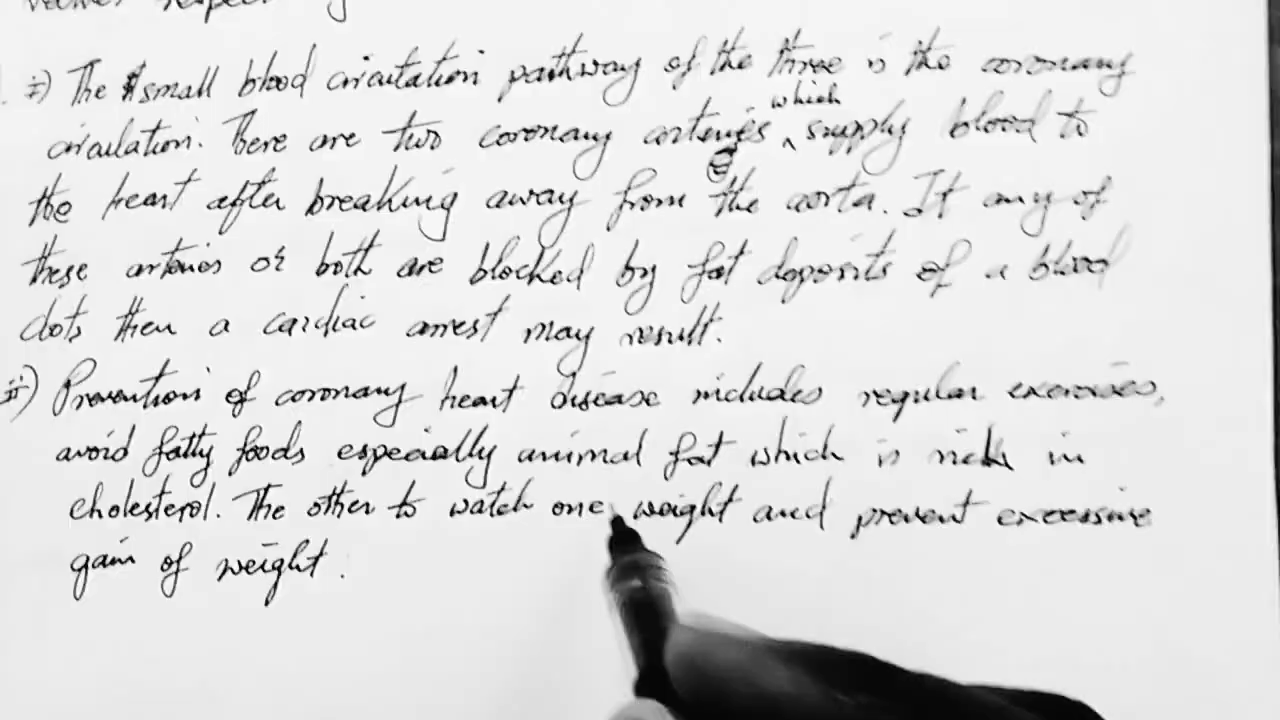 i) The small blood circulation pathway of the three is the coronary
circulation. There are two coronary arteries which supply blood to
the heart after breaking away from the aorta. If any of
these arteries or both are blocked by fat deposits of a blood
clots then a cardiac arrest may result.
ii) Prevention of coronary heart disease includes regular exercises,
avoid fatty foods especially animal fat which is rich in
cholesterol. The other to watch one weight and prevent excessive
gain of weight.